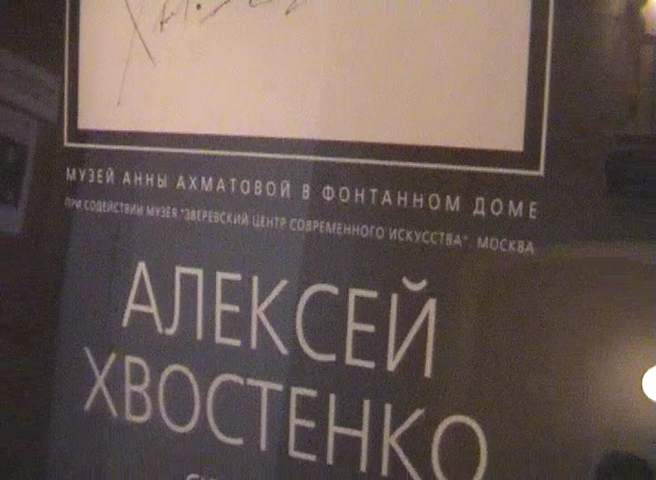 МУЗЕЙ АННЫ АХМАТОВОЙ В ФОНТАННОМ ДОМЕ
ПРИ СОДЕЙСТВИИ МУЗЕЯ "ЗВЕРЕВСКИЙ ЦЕНТР СОВРЕМЕННОГО ИСКУССТВА". МОСКВА
АЛЕКСЕЙ
ХВОСТЕНКО